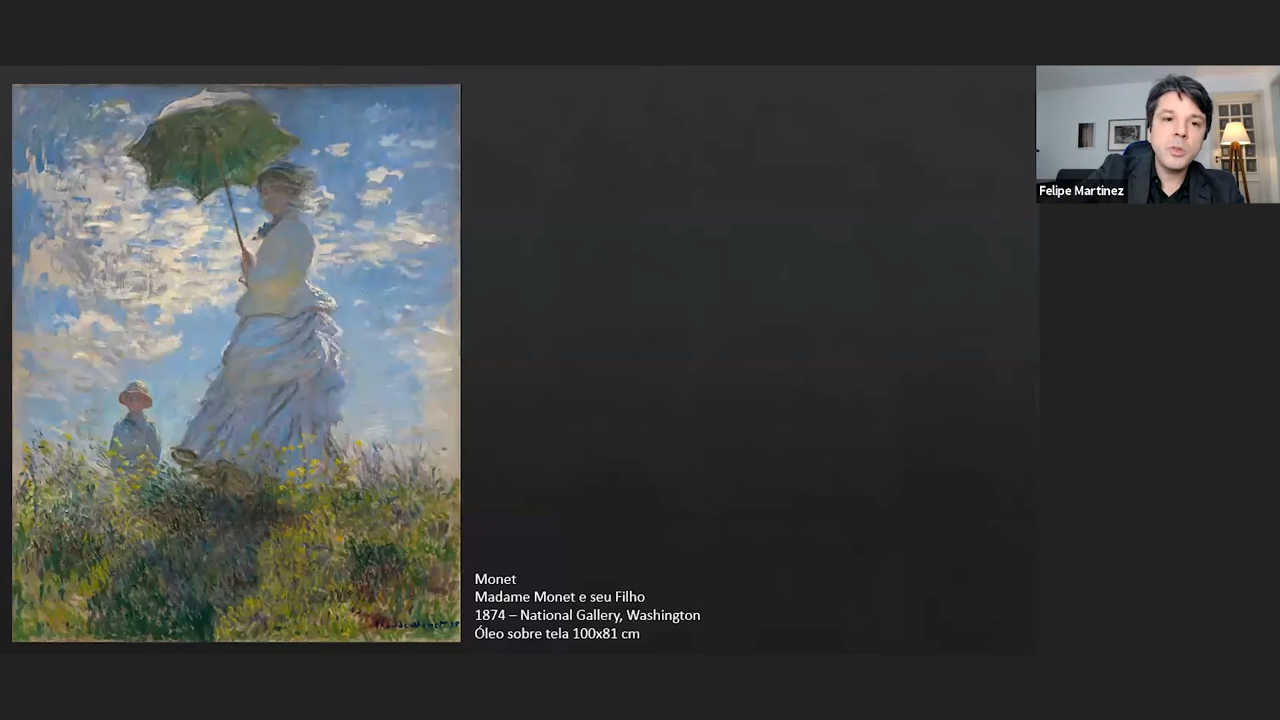 Felipe Martinez
Monet
Madame Monet e seu Filho
1874 – National Gallery, Washington
Óleo sobre tela 100x81 cm